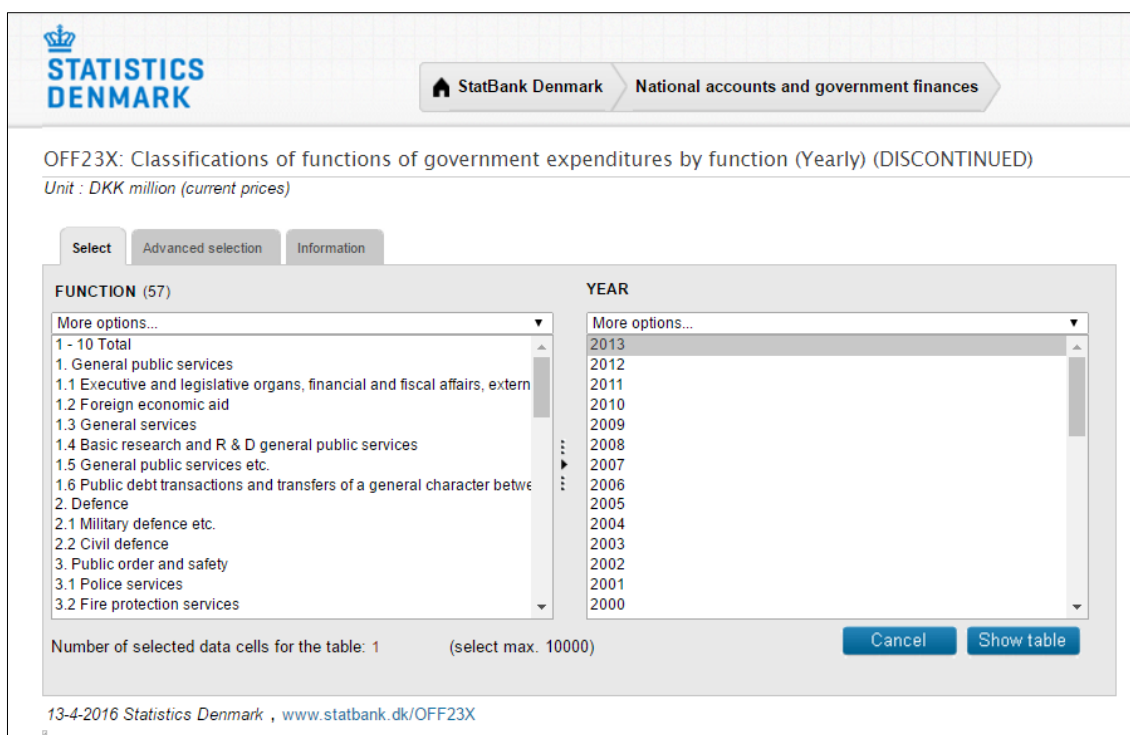 STATISTICS
DENMARK
StatBank Denmark
National accounts and government finances
OFF23X: Classifications of functions of government expenditures by function (Yearly) (DISCONTINUED)
Unit : DKK million (current prices)
Select
Advanced selection
Information
FUNCTION (57)
More options...
1 - 10 Total
1. General public services
1.1 Executive and legislative organs, financial and fiscal affairs, extern
1.2 Foreign economic aid
1.3 General services
1.4 Basic research and R & D general public services
1.5 General public services etc.
1.6 Public debt transactions and transfers of a general character betwe
2. Defence
2.1 Military defence etc.
2.2 Civil defence
3. Public order and safety
3.1 Police services
3.2 Fire protection services
YEAR
More options...
2013
2012
2011
2010
2009
2008
2007
2006
2005
2004
2003
2002
2001
2000
Number of selected data cells for the table: 1
(select max. 10000)
Cancel
Show table
13-4-2016 Statistics Denmark , www.statbank.dk/OFF23X